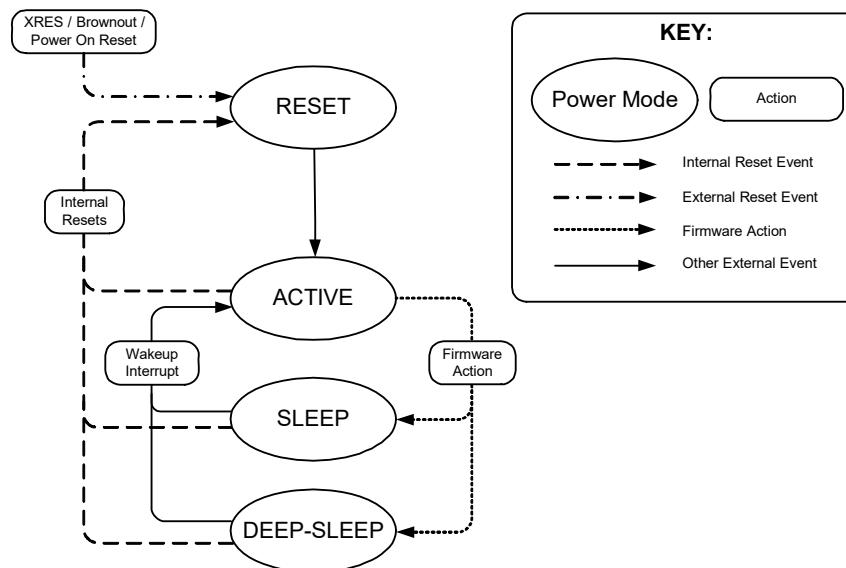 XRES / Brownout /
Power On Reset
RESET
Internal
Resets
ACTIVE
Wakeup
Interrupt
Firmware
Action
SLEEP
DEEP-SLEEP
KEY:
Power Mode
Action
Internal Reset Event
External Reset Event
Firmware Action
Other External Event